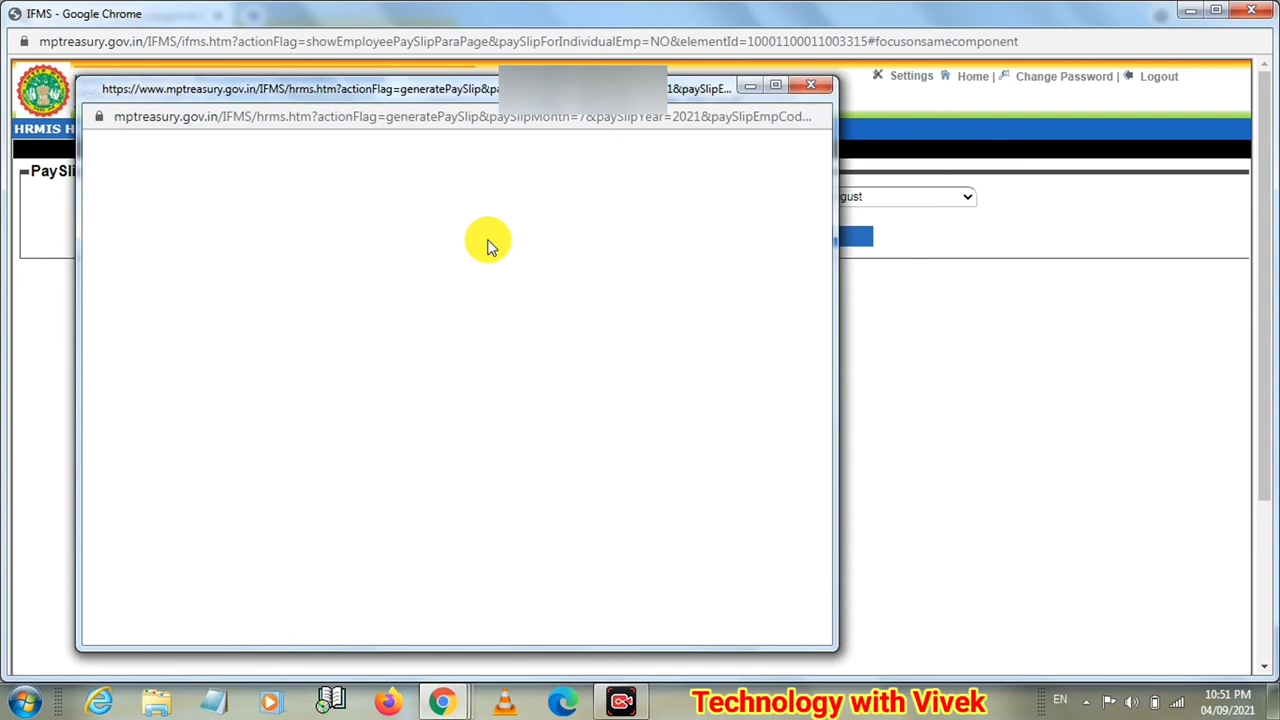 IFMS - Google Chrome
mptreasury.gov.in/IFMS/ifms.htm?actionFlag=showEmployeePaySlipParaPage&paySlipForIndividualEmp=NO&elementId=10001100011003315#focusonsamecomponent
Settings Home | Change Password | Logout
https://www.mptreasury.gov.in/IFMS/hrms.htm?actionFlag=generatePaySlip&pa 1&paySlipE...
mptreasury.gov.in/IFMS/hrms.htm?actionFlag=generatePaySlip&paySlipMonth=7&paySlipYear=2021&paySlipEmpCod...
HRMIS H
PaySli
gust
Technology with Vivek
EN
10:51 PM
04/09/2021